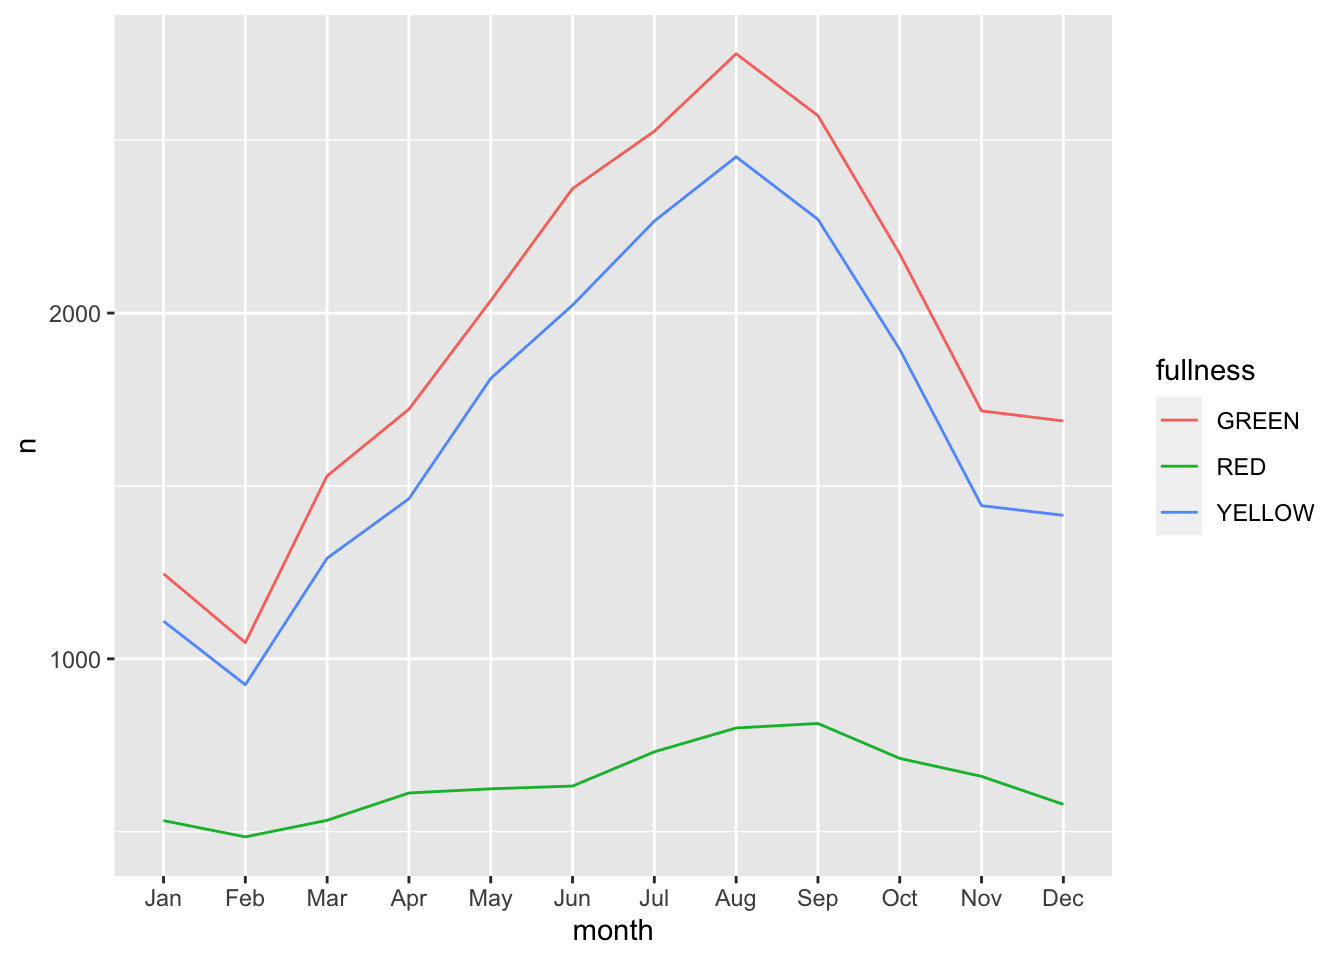 n
2000
1000
Jan Feb Mar Apr May Jun Jul Aug Sep Oct Nov Dec
month
fullness
GREEN
RED
YELLOW